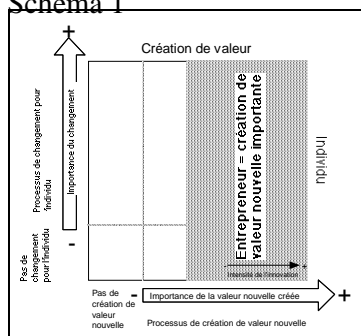 Schéma 1
+
Création de valeur
Processus de changement pour
l'individu
Importance du changement
Entrepreneur = création de
valeur nouvelle importante
Individu
Pas de
changement
pour l'individu
-
Intensité de l'innovation
+
Pas de
création de
valeur
nouvelle
-
Importance de la valeur nouvelle créée
+
Processus de création de valeur nouvelle